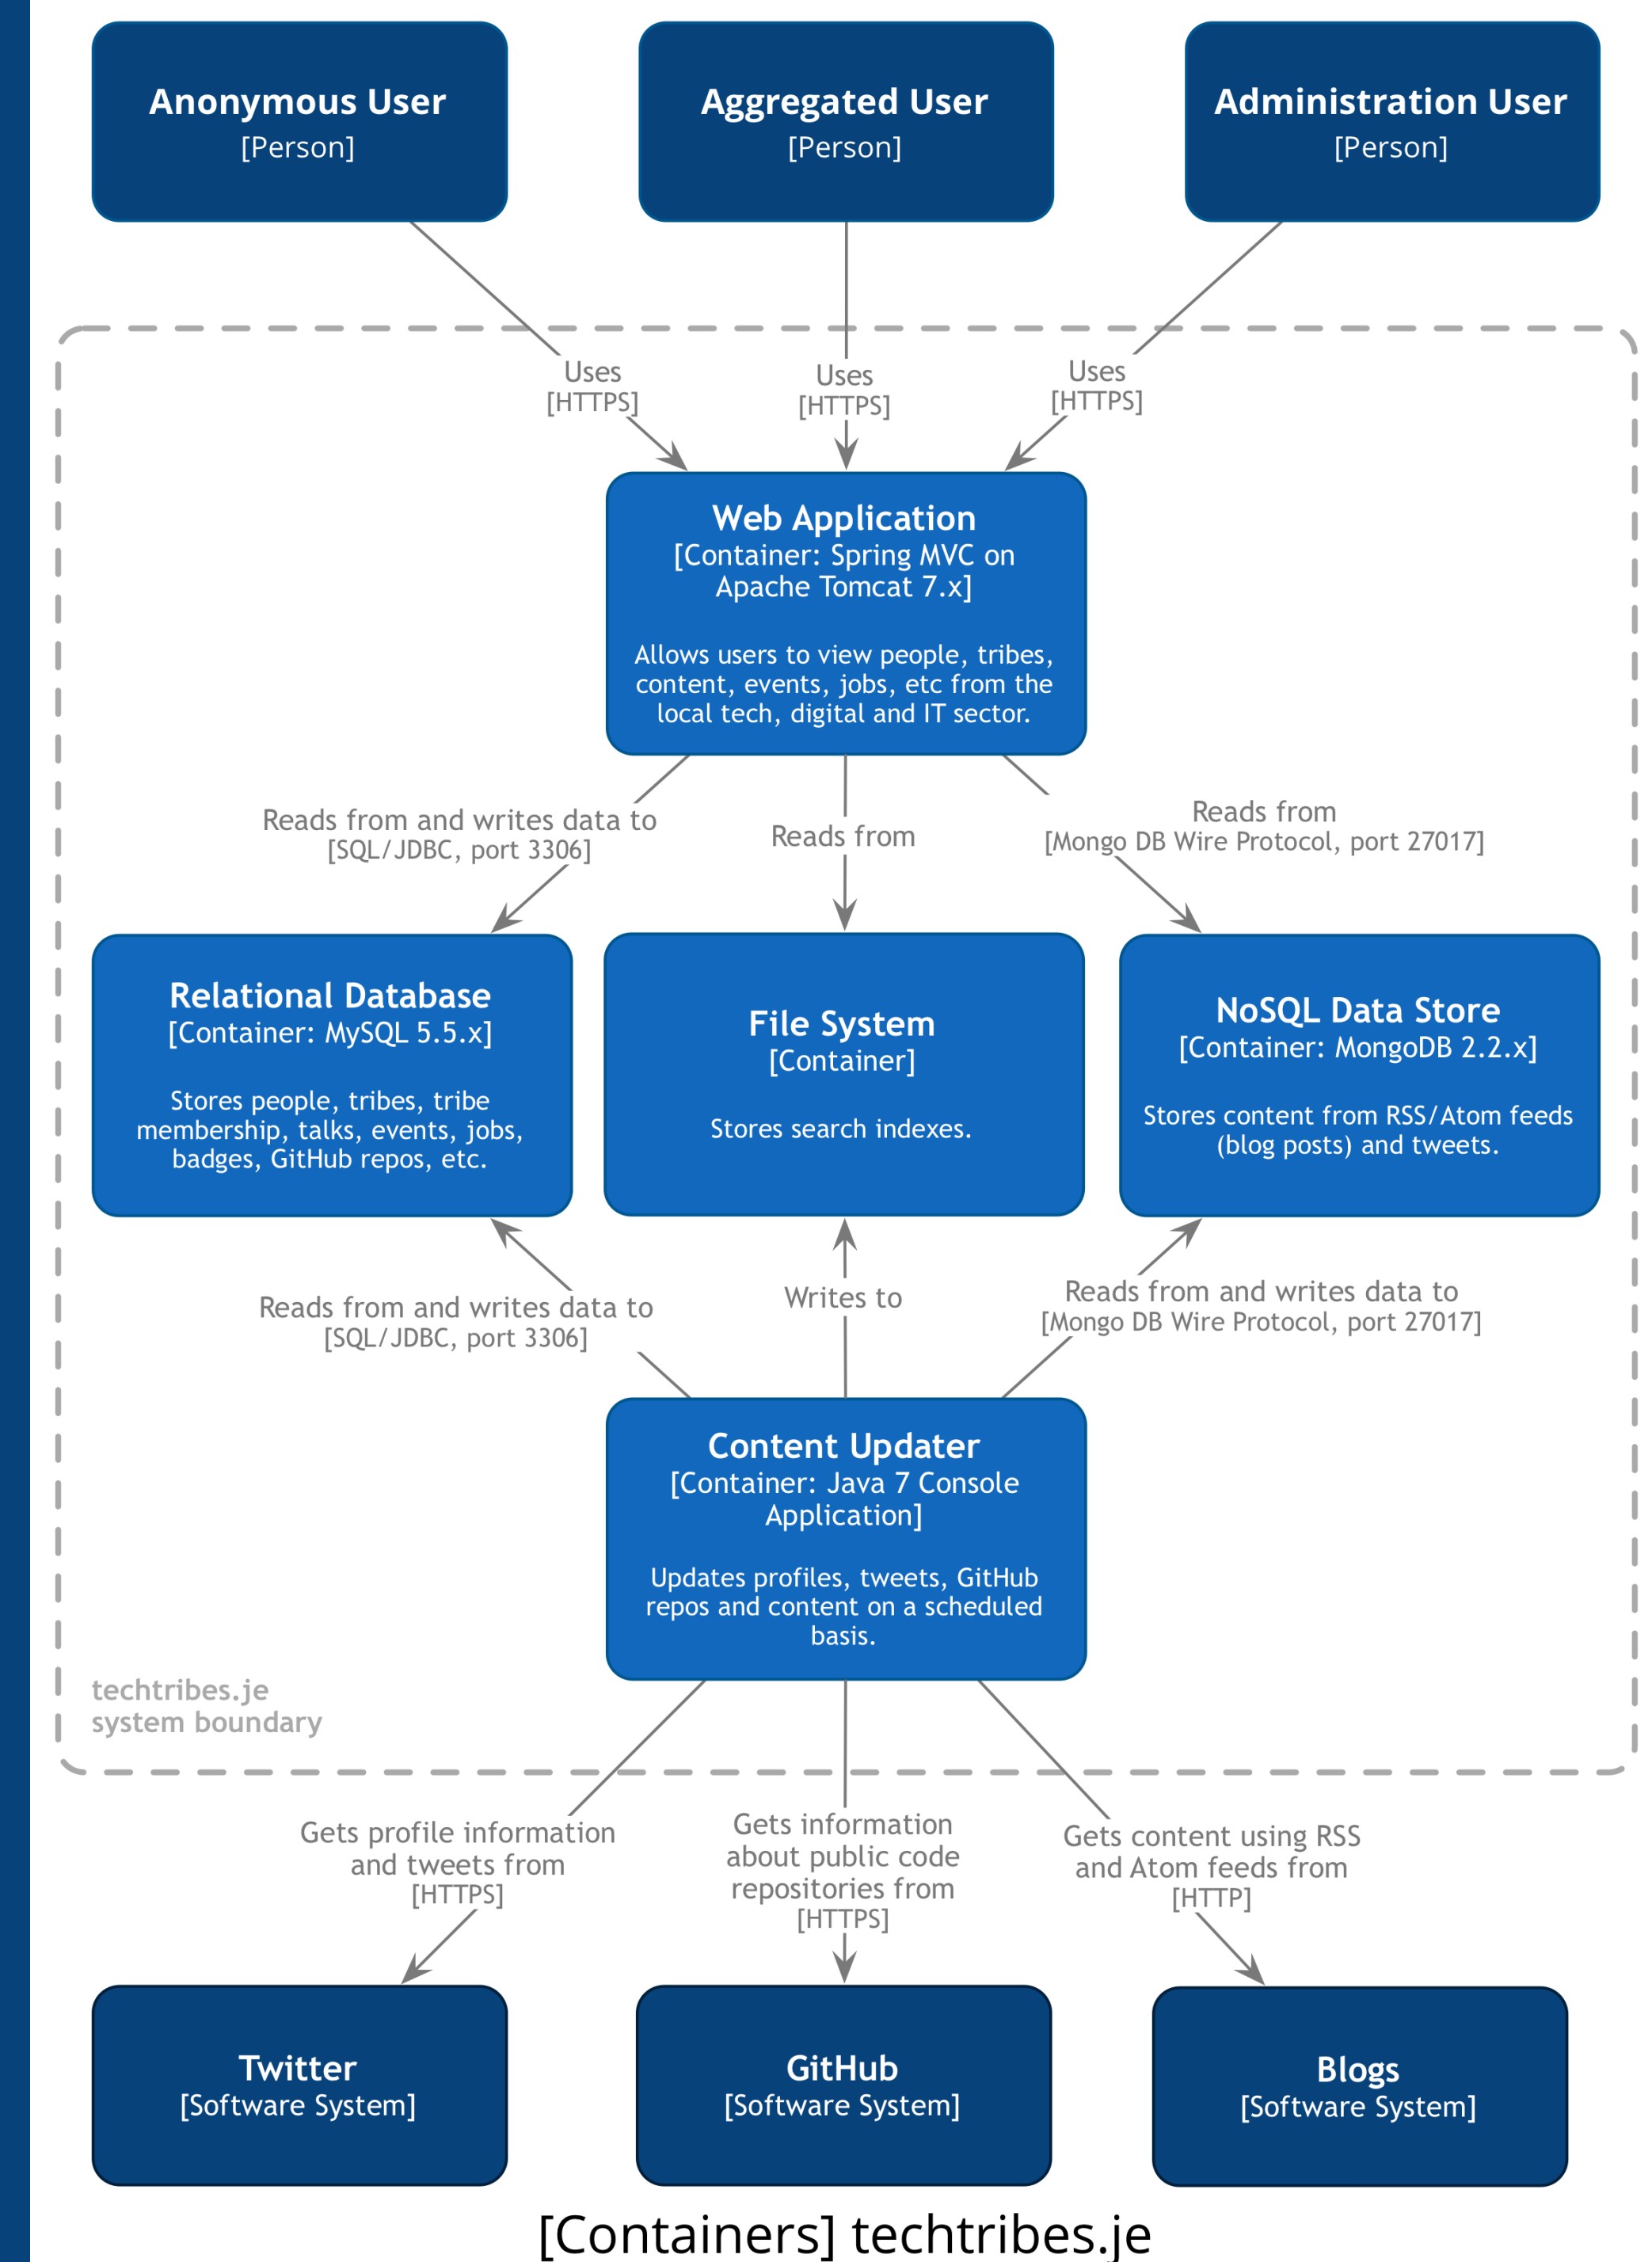 Anonymous User
[Person]
Aggregated User
[Person]
Administration User
[Person]
Uses
[HTTPS]
Uses
[HTTPS]
Uses
[HTTPS]
Web Application
[Container: Spring MVC on
Apache Tomcat 7.x]
Allows users to view people, tribes,
content, events, jobs, etc from the
local tech, digital and IT sector.
Reads from and writes data to
[SQL/JDBC, port 3306]
Reads from
Reads from
[Mongo DB Wire Protocol, port 27017]
Relational Database
[Container: MySQL 5.5.x]
Stores people, tribes, tribe
membership, talks, events, jobs,
badges, GitHub repos, etc.
File System
[Container]
Stores search indexes.
NoSQL Data Store
[Container: MongoDB 2.2.x]
Stores content from RSS/Atom feeds
(blog posts) and tweets.
Reads from and writes data to
[SQL/JDBC, port 3306]
Writes to
Reads from and writes data to
[Mongo DB Wire Protocol, port 27017]
Content Updater
[Container: Java 7 Console
Application]
Updates profiles, tweets, GitHub
repos and content on a scheduled
basis.
techtribes.je
system boundary
Gets profile information
and tweets from
[HTTPS]
Gets information
about public code
repositories from
[HTTPS]
Gets content using RSS
and Atom feeds from
[HTTP]
Twitter
[Software System]
GitHub
[Software System]
Blogs
[Software System]
[Containers] techtribes.je